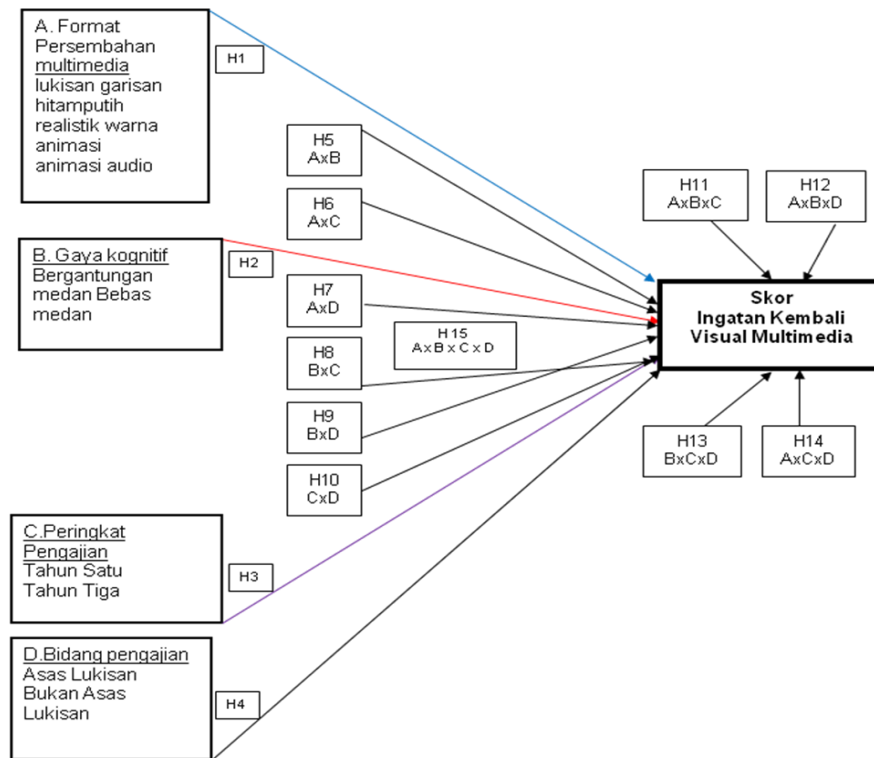 A. Format
Persembahan
multimedia
lukisan garisan
hitamputih
realistik warna
animasi
animasi audio
H1
H5
AxB
H6
AxC
B. Gaya kognitif
Bergantungan
medan Bebas
medan
H2
H7
AxD
H15
A x B x C x D
H8
BxC
H9
BxD
H10
CxD
H11
AxBxC
H12
AxBxD
Skor
Ingatan Kembali
Visual Multimedia
H13
BxCxD
H14
AxCxD
C.Peringkat
Pengajian
Tahun Satu
Tahun Tiga
H3
D.Bidang pengajian
Asas Lukisan
Bukan Asas
Lukisan
H4